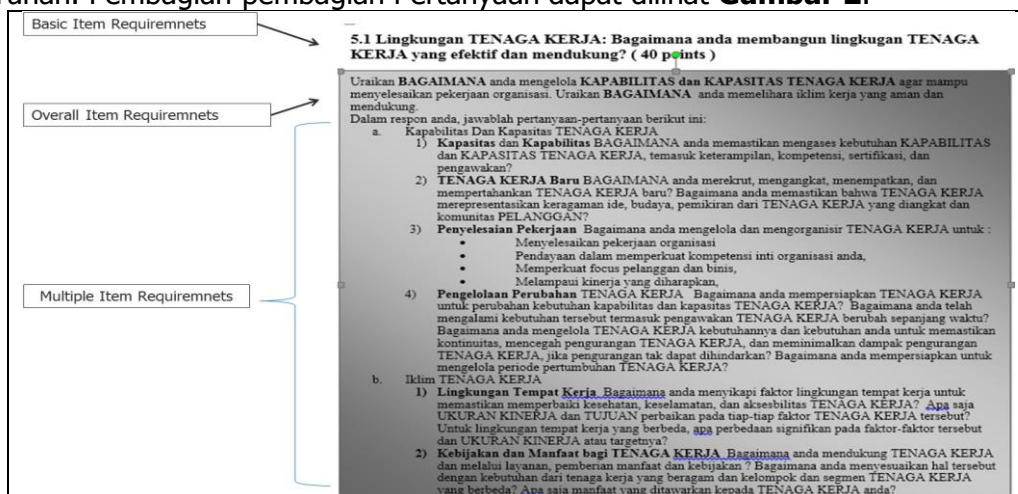 Pembagian pembagian Pertanyaan dapat dilihat Gambar 2.
Basic Item Requiremnets
5.1 Lingkungan TENAGA KERJA: Bagaimana anda membangun lingkugan TENAGA
KERJA yang efektif dan mendukung? ( 40 points )
Overall Item Requiremnets
Uraikan BAGAIMANA anda mengelola KAPABILITAS dan KAPASITAS TENAGA KERJA agar mampu
menyelesaikan pekerjaan organisasi. Uraikan BAGAIMANA anda memelihara iklim kerja yang aman dan
mendukung.
Dalam respon anda, jawablah pertanyaan-pertanyaan berikut ini:
Multiple Item Requiremnets
a. Kapabilitas Dan Kapasitas TENAGA KERJA
1) Kapasitas dan Kapabilitas BAGAIMANA anda memastikan mengases kebutuhan KAPABILITAS
dan KAPASITAS TENAGA KERJA, temasuk keterampilan, kompetensi, sertifikasi, dan
pengawakan?
2) TENAGA KERJA Baru BAGAIMANA anda merekrut, mengangkat, menempatkan, dan
mempertahankan TENAGA KERJA baru? Bagaimana anda memastikan bahwa TENAGA KERJA
merepresentasikan keragaman ide, budaya, pemikiran dari TENAGA KERJA yang diangkat dan
komunitas PELANGGAN?
3) Penyelesaian Pekerjaan Bagaimana anda mengelola dan mengorganisir TENAGA KERJA untuk :
• Menyelesaikan pekerjaan organisasi
• Pendayaan dalam memperkuat kompetensi inti organisasi anda,
• Memperkuat focus pelanggan dan binis,
• Melampaui kinerja yang diharapkan,
4) Pengelolaan Perubahan TENAGA KERJA Bagaimana anda mempersiapkan TENAGA KERJA
untuk perubahan kebutuhan kapabilitas dan kapasitas TENAGA KERJA? Bagaimana anda telah
mengalami kebutuhan tersebut termasuk pengawakan TENAGA KERJA berubah sepanjang waktu?
Bagaimana anda mengelola TENAGA KERJA kebutuhannya dan kebutuhan anda untuk memastikan
kontinuitas, mencegah pengurangan TENAGA KERJA, dan meminimalkan dampak pengurangan
TENAGA KERJA, jika pengurangan tak dapat dihindarkan? Bagaimana anda mempersiapkan untuk
mengelola periode pertumbuhan TENAGA KERJA?
b. Iklim TENAGA KERJA
1) Lingkungan Tempat Kerja Bagaimana anda menyikapi faktor lingkungan tempat kerja untuk
memastikan memperbaiki kesehatan, keselamatan, dan aksesbilitas TENAGA KERJA? Apa saja
UKURAN KINERJA dan TUJUAN perbaikan pada tiap-tiap faktor TENAGA KERJA tersebut?
Untuk lingkungan tempat kerja yang berbeda, apa perbedaan signifikan pada faktor-faktor tersebut
dan UKURAN KINERJA atau targetnya?
2) Kebijakan dan Manfaat bagi TENAGA KERJA Bagaimana anda mendukung TENAGA KERJA
dan melalui layanan, pemberian manfaat dan kebijakan ? Bagaimana anda menyesuaikan hal tersebut
dengan kebutuhan dari tenaga kerja yang beragam dan kelompok dan segmen TENAGA KERJA
yang berbeda? Apa saja manfaat yang ditawarkan kepada TENAGA KERJA anda?